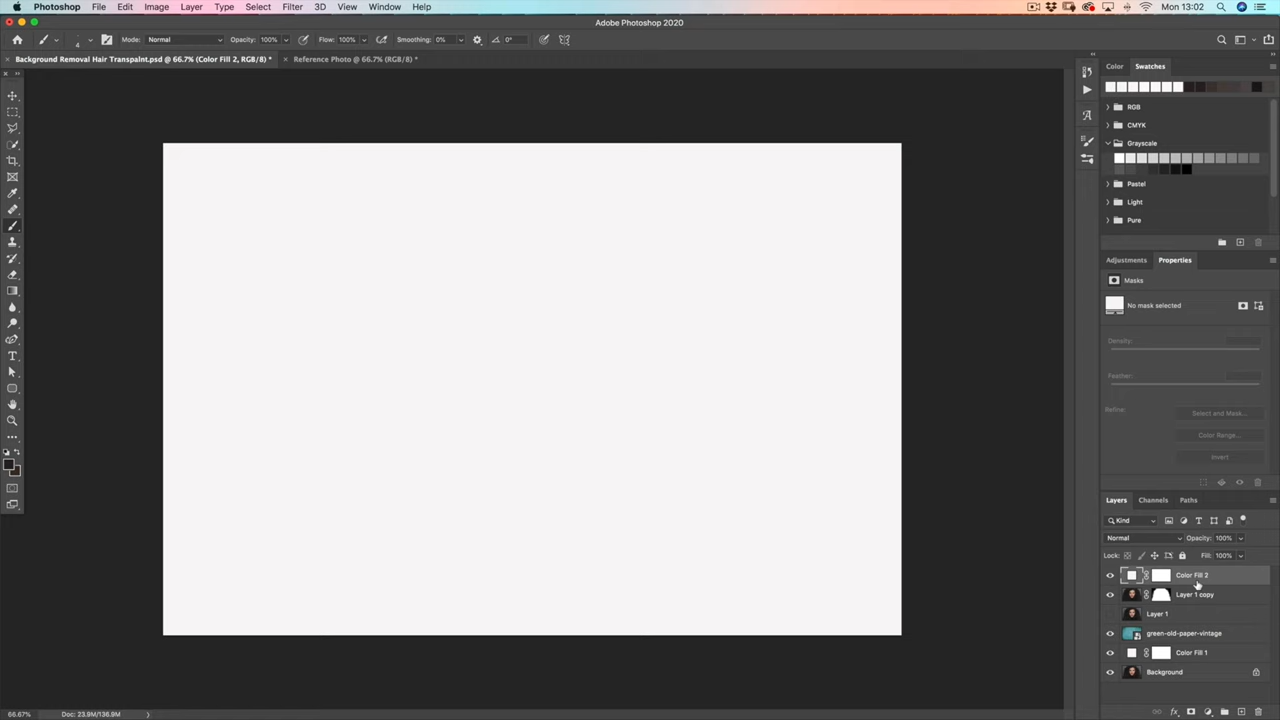 Photoshop File Edit Image Layer Type Select Filter 3D View Window Help Mon 13:02
Adobe Photoshop 2020
4 Mode: Normal Opacity: 100% Flow: 100% Smoothing: 0% 0°
× Background Removal Hair Transpaint.psd @ 66.7% (Color Fill 2, RGB/8) * × Reference Photo @ 66.7% (RGB/8) *
Color Swatches
RGB
CMYK
Grayscale
Pastel
Light
Pure
Adjustments Properties
Masks
No mask selected
Density:
Feather:
Refine:
Select and Mask...
Color Range...
Invert
Layers Channels Paths
Kind
Normal Opacity: 100%
Lock: Fill: 100%
Color Fill 2
Layer 1 copy
Layer 1
green-old-paper-vintage
Color Fill 1
Background
66.67% Doc: 23.9M/136.9M